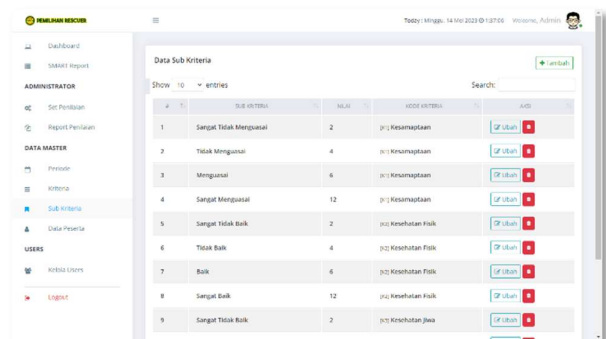 PEMILIHAN RESCUER
Today : Minggu, 14 Mei 2023 Welcome, Admin
Dashboard
SMART Report
ADMINISTRATOR
Set Penilaian
Report Penilaian
DATA MASTER
Periode
Kriteria
Sub Kriteria
Data Peserta
USERS
Kelola Users
Logout
Data Sub Kriteria
Tambah
Show 10 entries
Search:
# SUB KRITERIA NILAI KODE KRITERIA AKSI
1 Sangat Tidak Menguasai 2 [K1] Kesamaptaan Ubah
2 Tidak Menguasai 4 [K1] Kesamaptaan Ubah
3 Menguasai 6 [K1] Kesamaptaan Ubah
4 Sangat Menguasai 12 [K1] Kesamaptaan Ubah
5 Sangat Tidak Baik 2 [K2] Kesehatan Fisik Ubah
6 Tidak Baik 4 [K2] Kesehatan Fisik Ubah
7 Baik 6 [K2] Kesehatan Fisik Ubah
8 Sangat Baik 12 [K2] Kesehatan Fisik Ubah
9 Sangat Tidak Baik 2 Kesehatan Jiwa Ubah